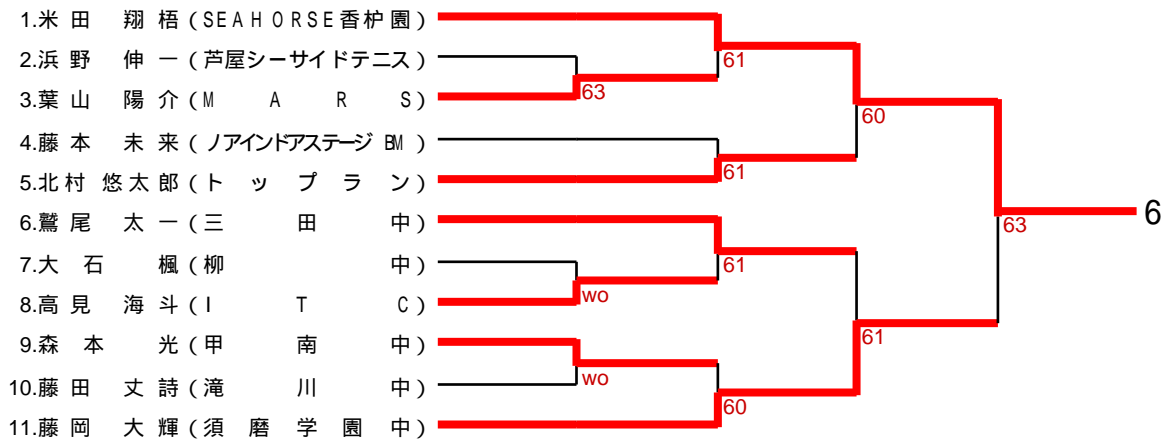 1.米田 翔悟(SEAHORSE香枦園)
2.浜野 伸一(芦屋シーサイドテニス)
61
3.葉山 陽介(MARS)
63
60
4.藤本 未来(ノアインドアステージBM)
5.北村 悠太郎(トップラン)
61
6.鷲尾 太一(三田中)
6
63
7.大石 楓(柳中)
61
8.高見 海斗(ITC)
wo
9.森本 光(甲南中)
61
10.藤田 丈詩(滝川中)
wo
60
11.藤岡 大輝(須磨学園中)